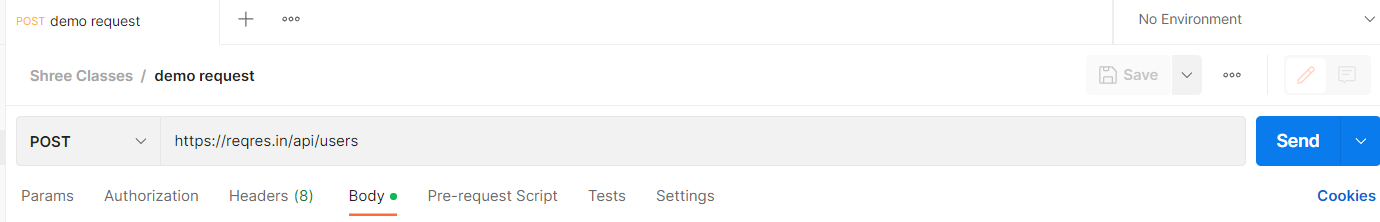 POST demo request
No Environment
Shree Classes / demo request
Save
POST
https://reqres.in/api/users
Send
Params Authorization Headers (8) Body Pre-request Script Tests Settings Cookies